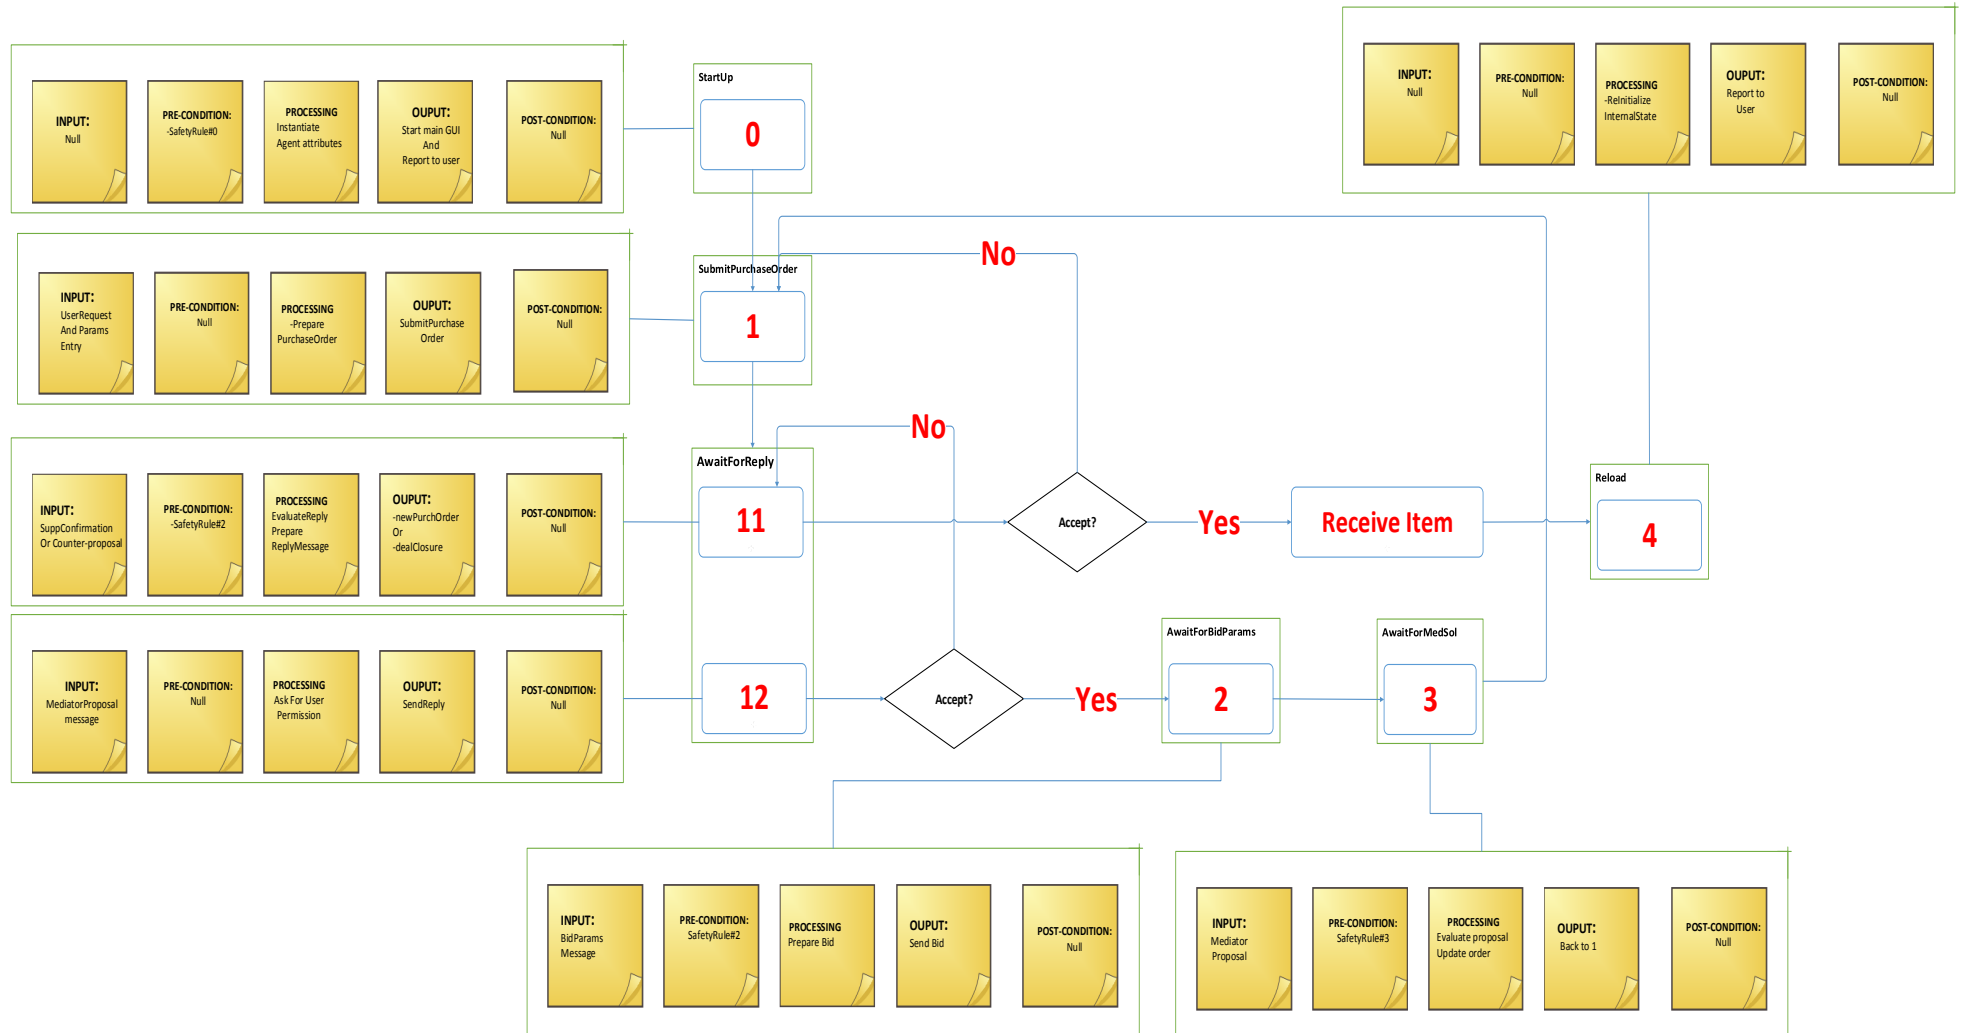 INPUT:
Null
PRE-CONDITION:
-SafetyRule#0
PROCESSING
Instantiate
Agent attributes
OUPUT:
Start main GUI
And
Report to user
POST-CONDITION:
Null
StartUp
0
INPUT:
Null
PRE-CONDITION:
Null
PROCESSING
-ReInitialize
InternalState
OUPUT:
Report to
User
POST-CONDITION:
Null
INPUT:
UserRequest
And Params
Entry
PRE-CONDITION:
Null
PROCESSING
-Prepare
PurchaseOrder
OUPUT:
SubmitPurchase
Order
POST-CONDITION:
Null
SubmitPurchaseOrder
1
No
No
INPUT:
SuppConfirmation
Or Counter-proposal
PRE-CONDITION:
-SafetyRule#2
PROCESSING
EvaluateReply
Prepare
ReplyMessage
OUPUT:
-newPurchOrder
Or
-dealClosure
POST-CONDITION:
Null
AwaitForReply
11
Accept?
Yes
Receive Item
Reload
4
INPUT:
MediatorProposal
message
PRE-CONDITION:
Null
PROCESSING
Ask For User
Permission
OUPUT:
SendReply
POST-CONDITION:
Null
12
Accept?
Yes
AwaitForBidParams
2
AwaitForMedSol
3
INPUT:
BidParams
Message
PRE-CONDITION:
SafetyRule#2
PROCESSING
Prepare Bid
OUPUT:
Send Bid
POST-CONDITION:
Null
INPUT:
Mediator
Proposal
PRE-CONDITION:
SafetyRule#3
PROCESSING
Evaluate proposal
Update order
OUPUT:
Back to 1
POST-CONDITION:
Null